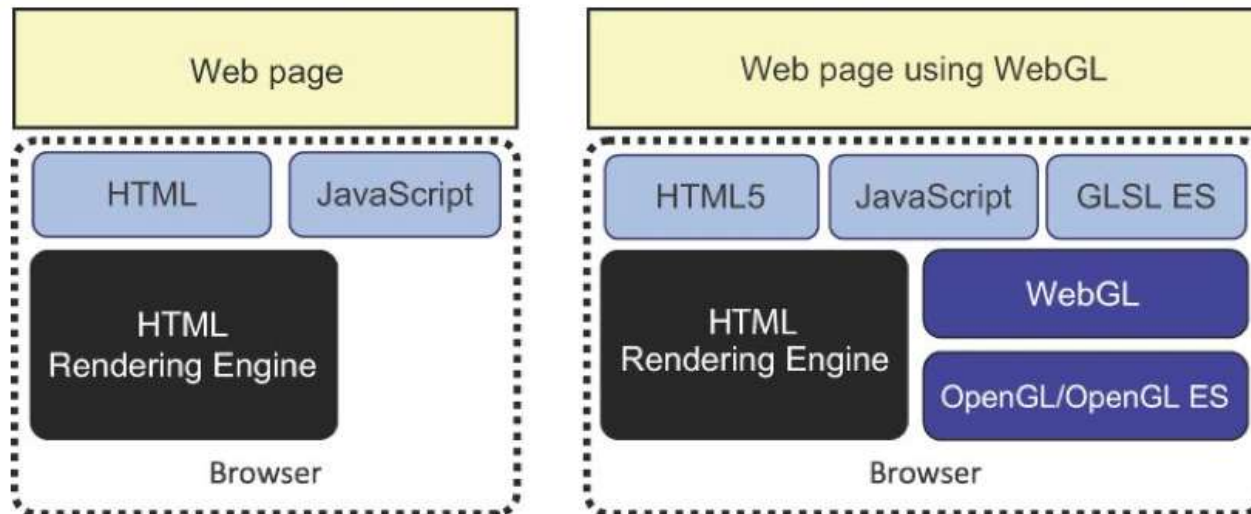 Web page
HTML
JavaScript
HTML
Rendering Engine
Browser
Web page using WebGL
HTML5
JavaScript
GLSL ES
HTML
Rendering Engine
WebGL
OpenGL/OpenGL ES
Browser